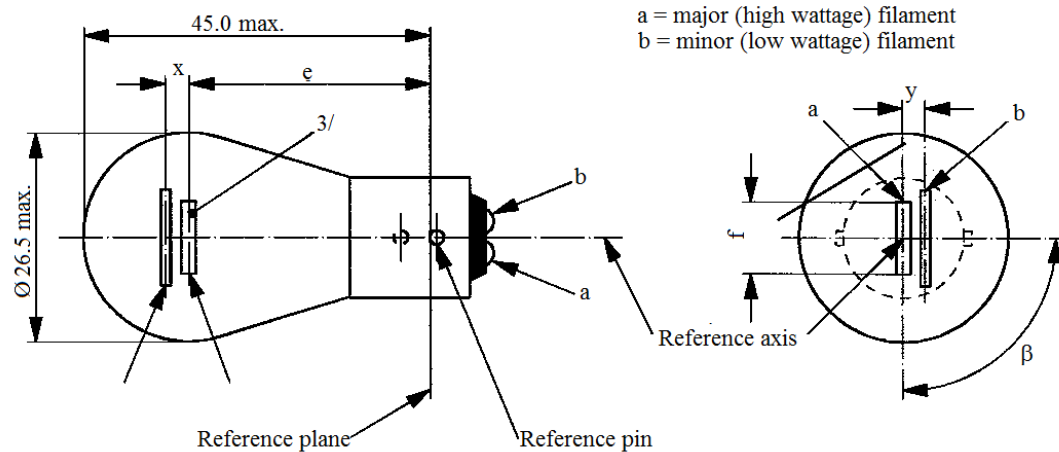 45.0 max.
a = major (high wattage) filament
b = minor (low wattage) filament
x
e
y
a
b
3/
b
Ø 26.5 max.
f
a
Reference axis
β
Reference plane
Reference pin